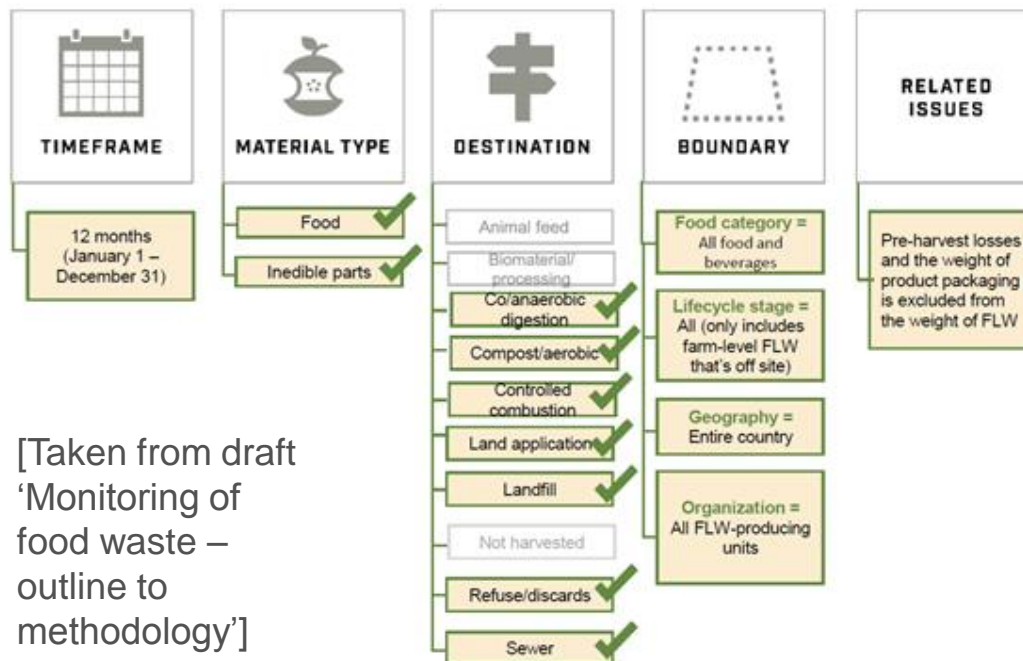 TIMEFRAME
MATERIAL TYPE
DESTINATION
BOUNDARY
RELATED
ISSUES
12 months
(January 1 –
December 31)
Food
Inedible parts
Animal feed
Biomaterial/
processing
Co/anaerobic
digestion
Compost/aerobic
Controlled
combustion
Land application
Landfill
Not harvested
Refuse/discards
Sewer
Food category =
All food and
beverages
Lifecycle stage =
All (only includes
farm-level FLW
that's off site)
Geography =
Entire country
Organization =
All FLW-producing
units
Pre-harvest losses
and the weight of
product packaging
is excluded from
the weight of FLW
[Taken from draft
‘Monitoring of
food waste –
outline to
methodology’]